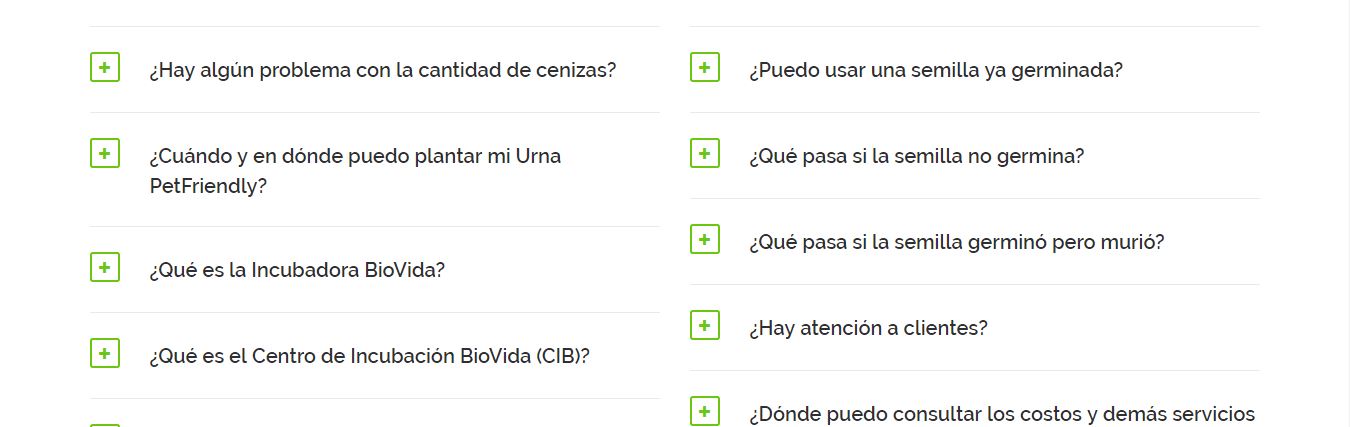 ¿Hay algún problema con la cantidad de cenizas?
¿Cuándo y en dónde puedo plantar mi Urna
PetFriendly?
¿Qué es la Incubadora BioVida?
¿Qué es el Centro de Incubación BioVida (CIB)?
¿Puedo usar una semilla ya germinada?
¿Qué pasa si la semilla no germina?
¿Qué pasa si la semilla germinó pero murió?
¿Hay atención a clientes?
¿Dónde puedo consultar los costos y demás servicios